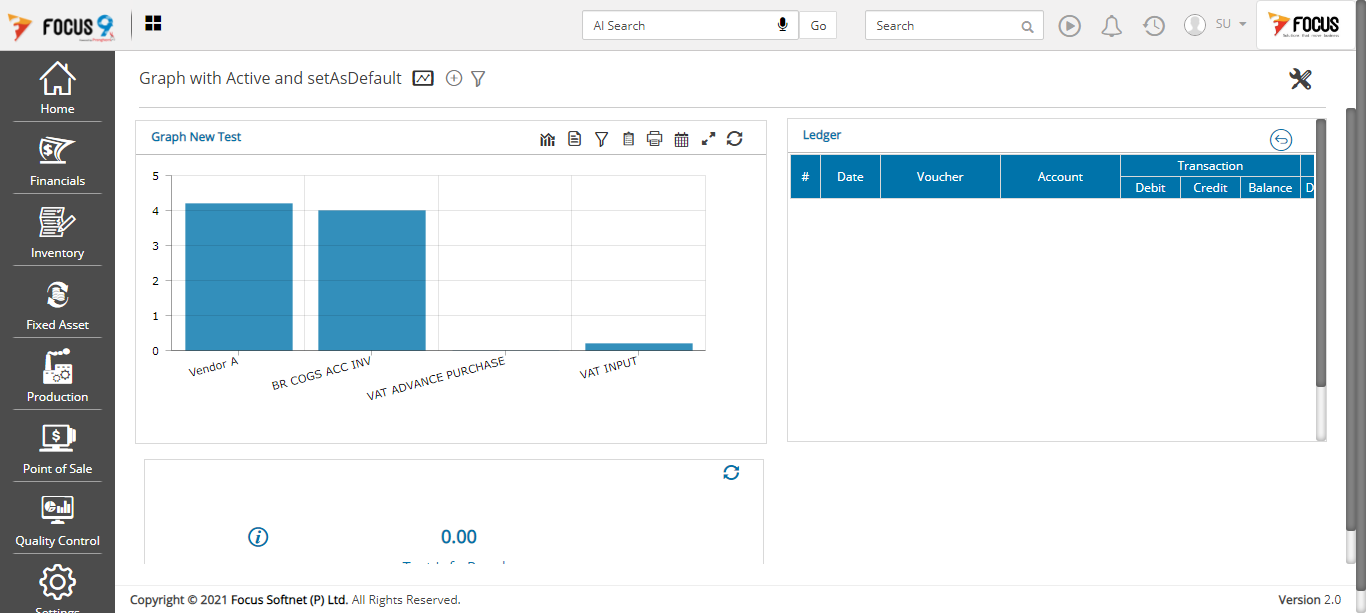 FOCUS 9
AI Search
Go
Search
SU
FOCUS
Graph with Active and setAsDefault
Home
Financials
Inventory
Fixed Asset
Production
Point of Sale
Quality Control
Settings
Graph New Test
5
4
3
2
1
0
Vendor A
BR COGS ACC INV
VAT ADVANCE PURCHASE
VAT INPUT
Ledger
# Date Voucher Account Transaction
Debit Credit Balance D
0.00
Copyright © 2021 Focus Softnet (P) Ltd. All Rights Reserved.
Version 2.0